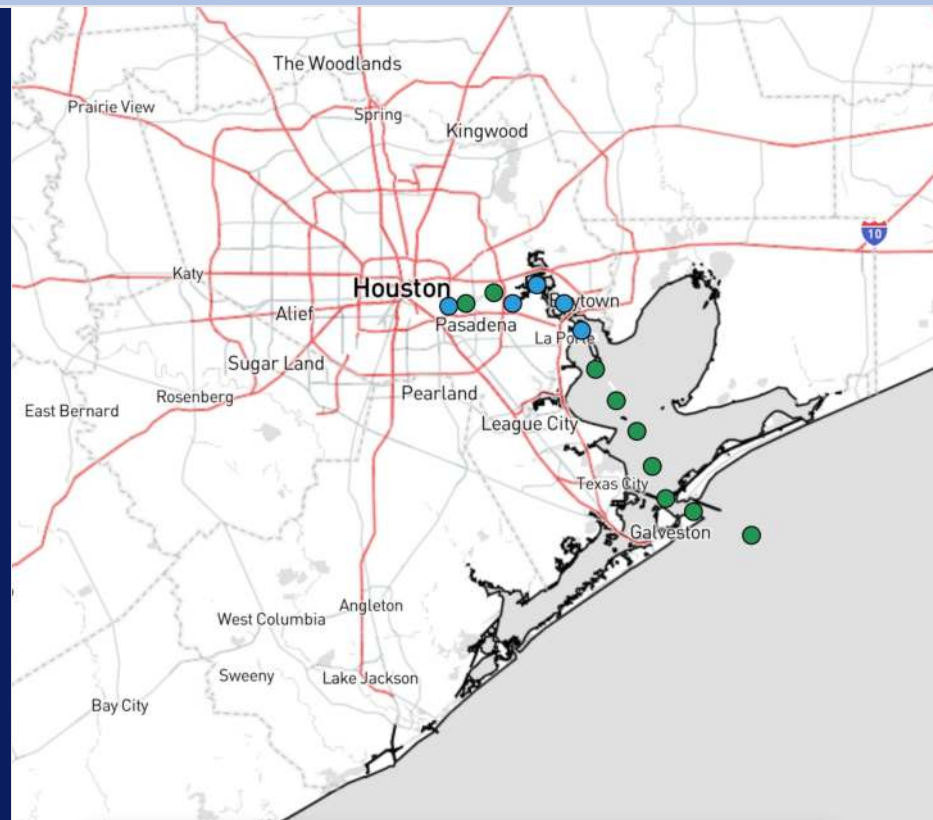 The Woodlands
Prairie View
Spring
Kingwood
10
Katy
Houston
Baytown
Alief
Pasadena
La Porte
Sugar Land
Pearland
Rosenberg
East Bernard
League City
Texas City
Galveston
Angleton
West Columbia
Sweeny
Lake Jackson
Bay City